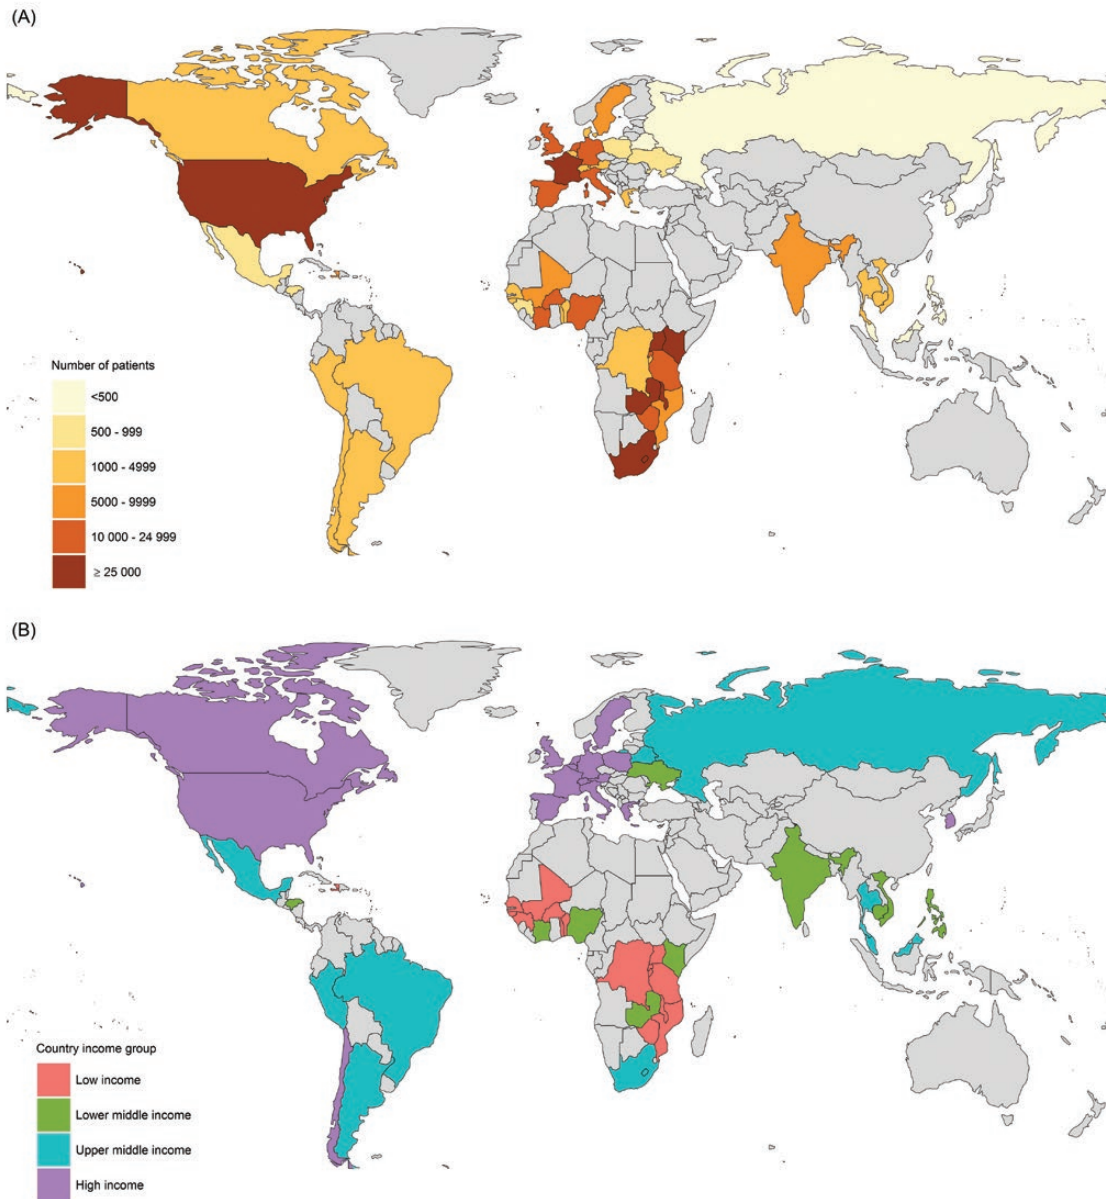 (A)
Number of patients
<500
500 - 999
1000 - 4999
5000 - 9999
10 000 - 24 999
≥ 25 000
(B)
Country income group
Low income
Lower middle income
Upper middle income
High income